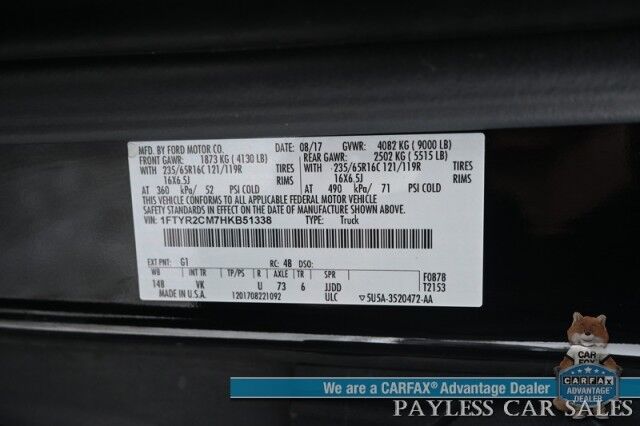 MFD. BY FORD MOTOR CO. DATE: 08/17 GVWR: 4082 KG ( 9000 LB)
FRONT GAWR: 1873 KG ( 4130 LB) REAR GAWR: 2502 KG ( 5515 LB)
WITH 235/65R16C 121/119R TIRES WITH 235/65R16C 121/119R TIRES
16X6.5J RIMS 16X6.5J RIMS
AT 360 kPa/ 52 PSI COLD AT 490 kPa/ 71 PSI COLD
THIS VEHICLE CONFORMS TO ALL APPLICABLE FEDERAL MOTOR VEHICLE
SAFETY STANDARDS IN EFFECT ON THE DATE OF MANUFACTURE SHOWN ABOVE.
VIN: 1FTYR2CM7HKB51338 TYPE: Truck
EXT PNT: G1 RC: 48 DSO:
WB INT TR TP/PS R AXLE TR SPR F0878
148 VK U 73 6 JJDD T2153
MADE IN U.S.A. 1201708221092 ULC 5U5A-3520472-AA
We are a CARFAX® Advantage Dealer
PAYLESS CAR SALES
CAR
FOX
CARFAX
ADVANTAGE
DEALER